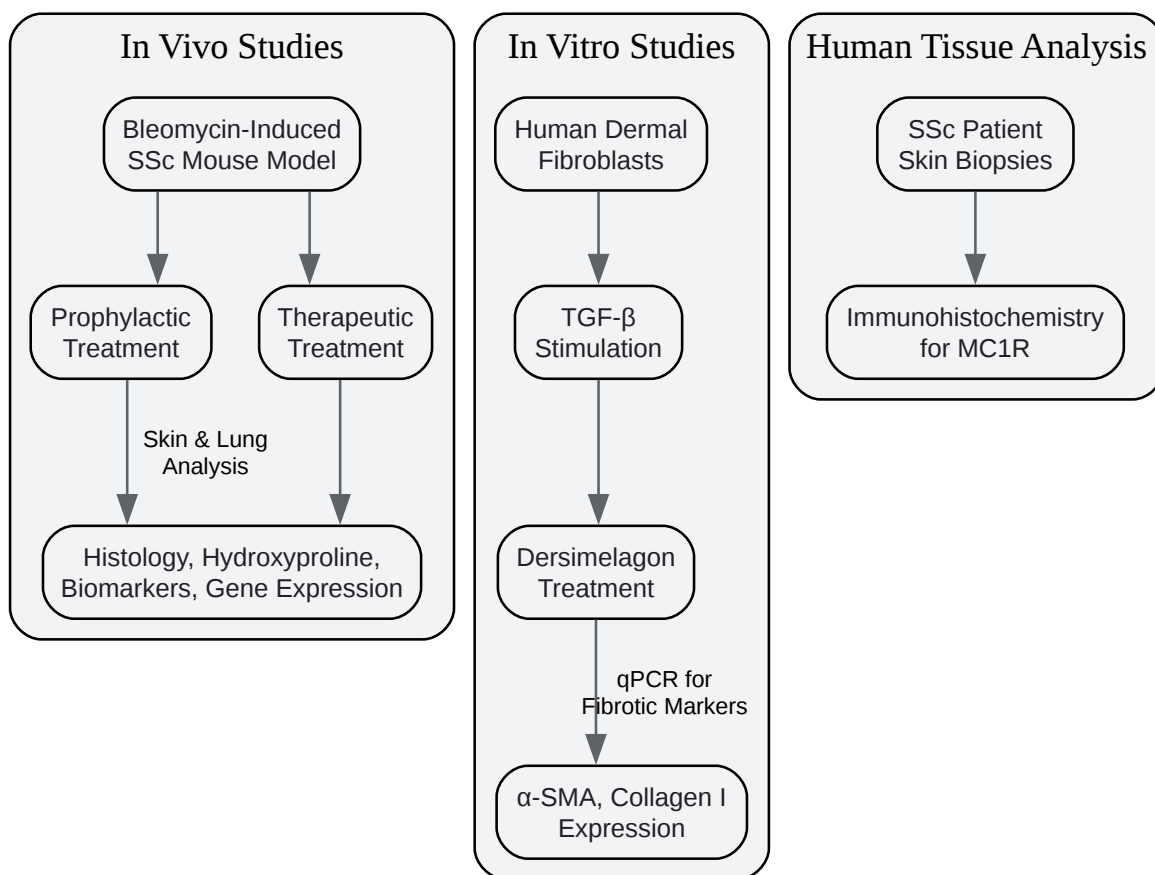 In Vivo Studies
Bleomycin-Induced
SSc Mouse Model
Prophylactic
Treatment
Therapeutic
Treatment
Skin & Lung
Analysis
Histology, Hydroxyproline,
Biomarkers, Gene Expression
In Vitro Studies
Human Dermal
Fibroblasts
TGF-β
Stimulation
Dersimelagon
Treatment
qPCR for
Fibrotic Markers
α-SMA, Collagen I
Expression
Human Tissue Analysis
SSc Patient
Skin Biopsies
Immunohistochemistry
for MC1R